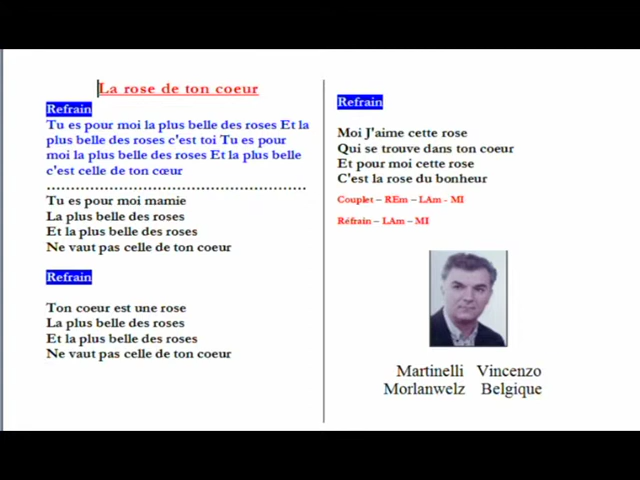 La rose de ton coeur
Refrain
Tu es pour moi la plus belle des roses Et la
plus belle des roses c'est toi Tu es pour
moi la plus belle des roses Et la plus belle
c'est celle de ton cœur
................................................
Tu es pour moi mamie
La plus belle des roses
Et la plus belle des roses
Ne vaut pas celle de ton coeur
Refrain
Ton coeur est une rose
La plus belle des roses
Et la plus belle des roses
Ne vaut pas celle de ton coeur
Refrain
Moi J'aime cette rose
Qui se trouve dans ton coeur
Et pour moi cette rose
C'est la rose du bonheur
Couplet – REm – LAm - MI
Réfrain – LAm – MI
Martinelli Vincenzo
Morlanwelz Belgique